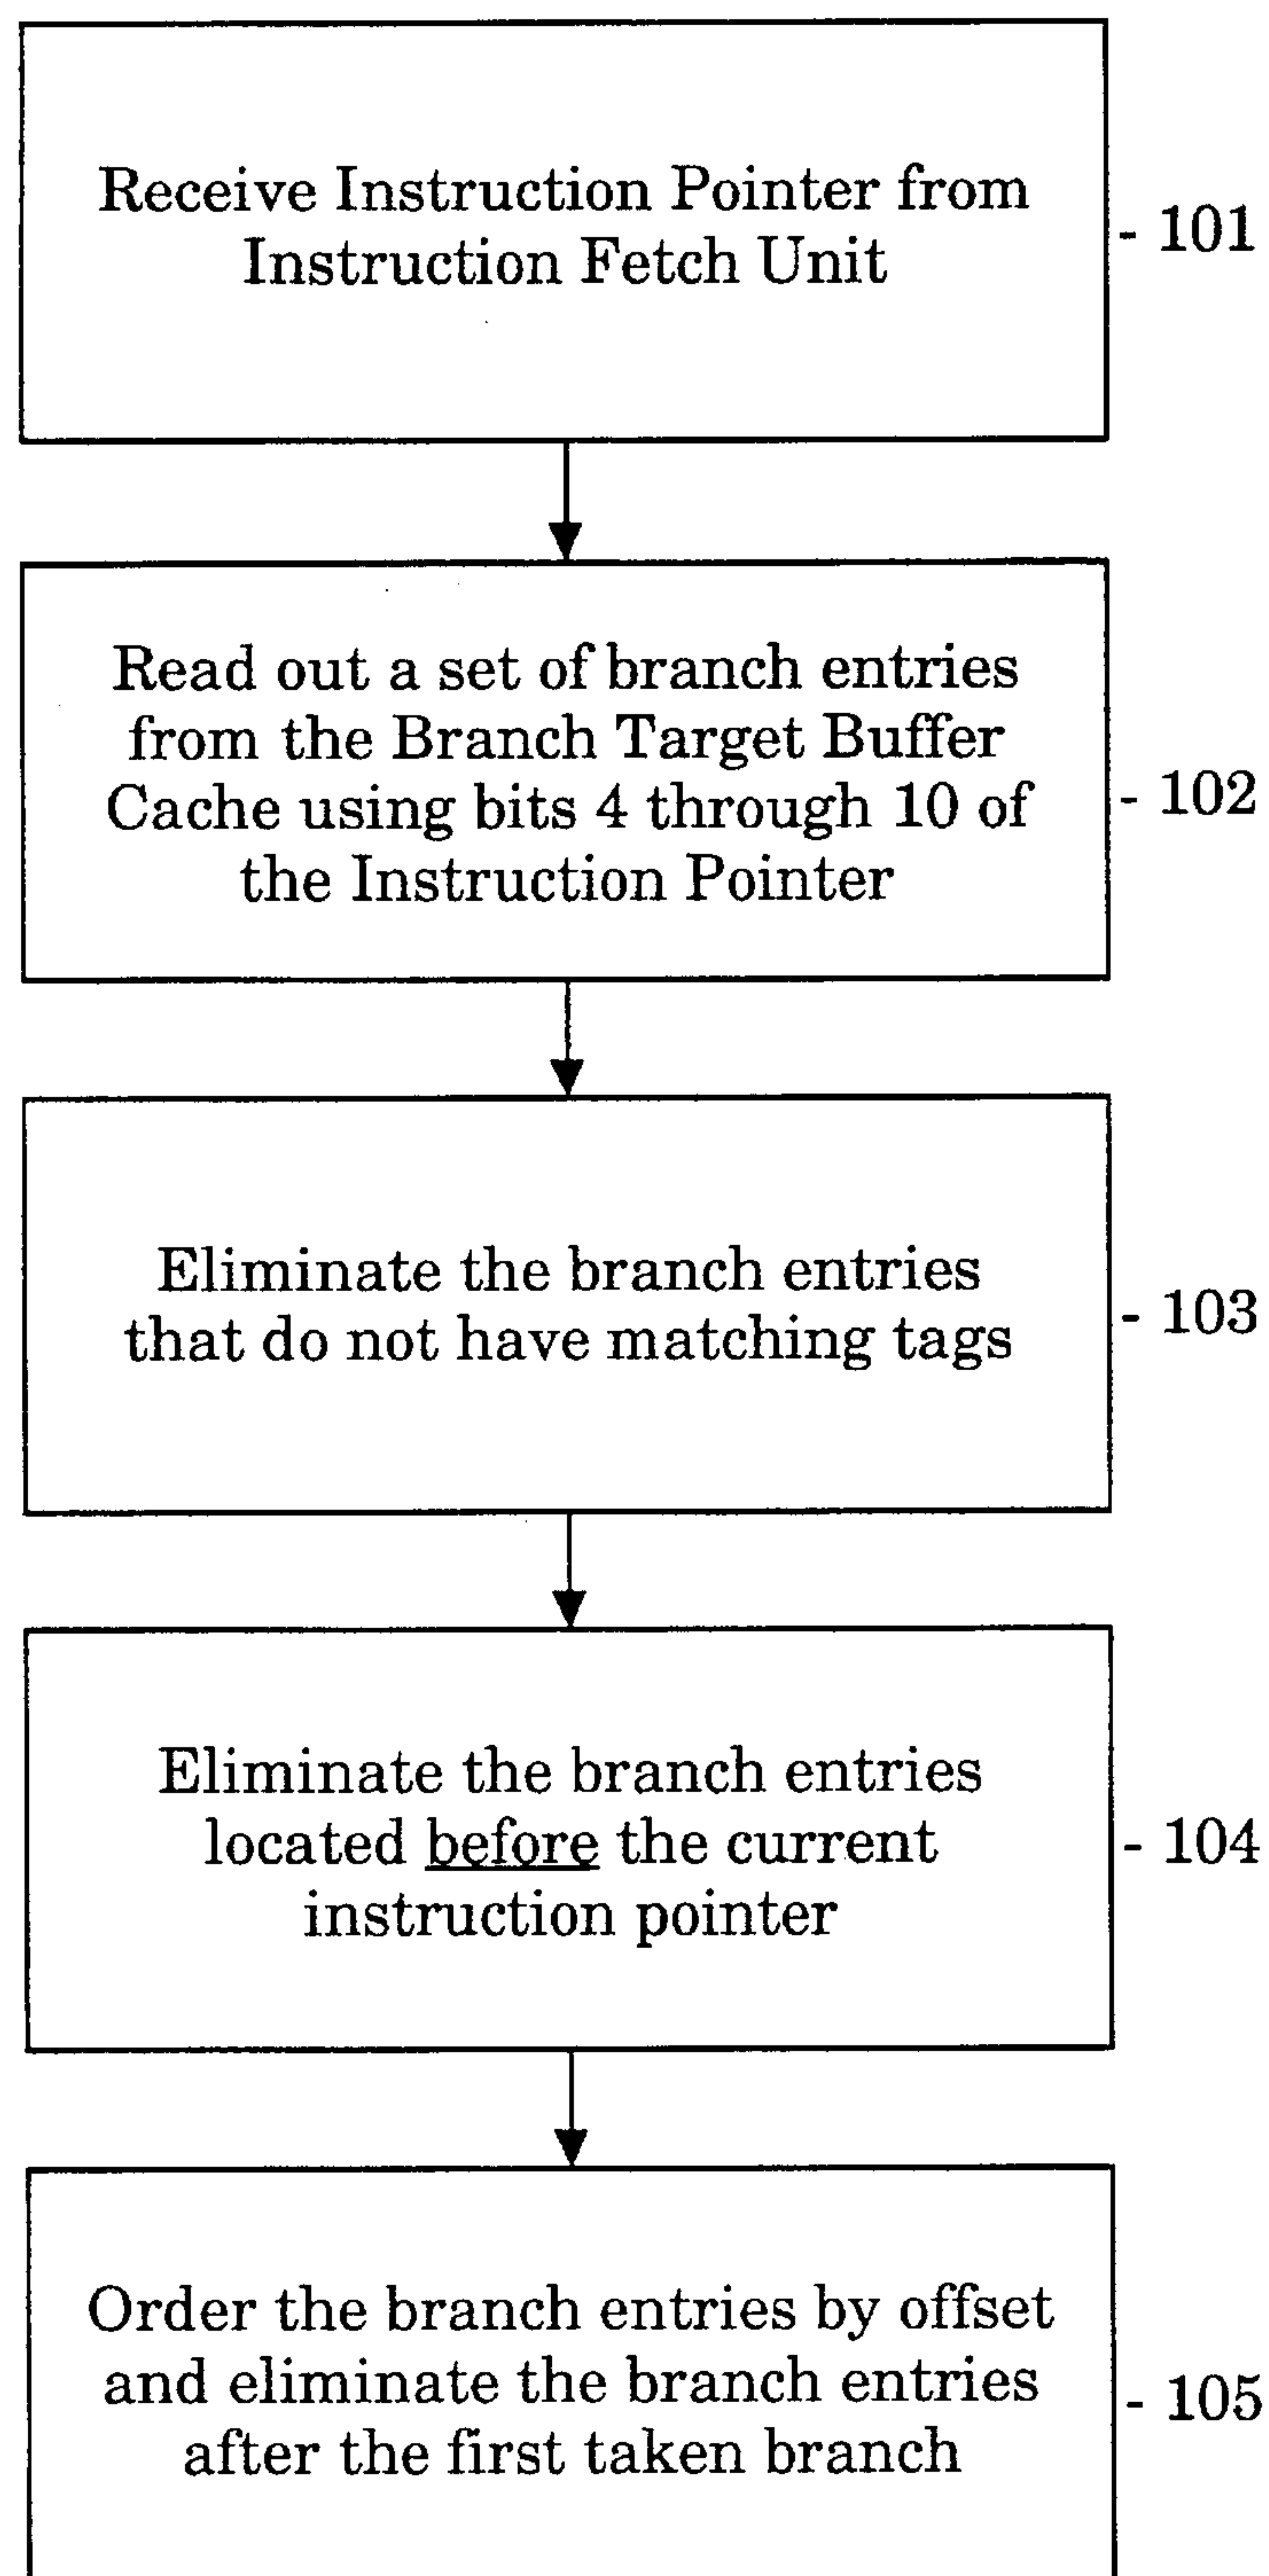 Receive Instruction Pointer from
Instruction Fetch Unit
- 101
Read out a set of branch entries
from the Branch Target Buffer
Cache using bits 4 through 10 of
the Instruction Pointer
- 102
Eliminate the branch entries
that do not have matching tags
- 103
Eliminate the branch entries
located before the current
instruction pointer
- 104
Order the branch entries by offset
and eliminate the branch entries
after the first taken branch
- 105